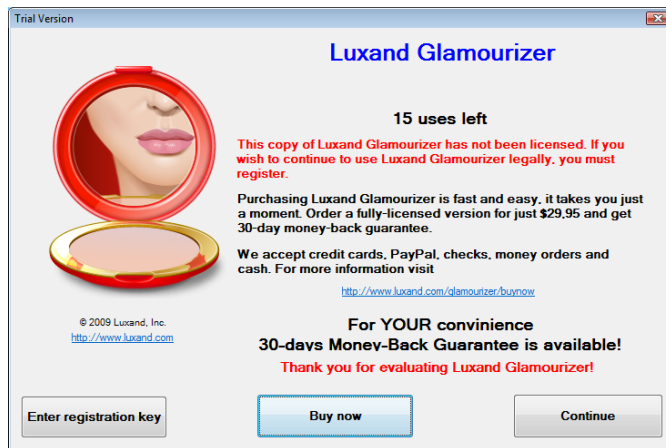 Trial Version
Luxand Glamourizer
15 uses left
This copy of Luxand Glamourizer has not been licensed. If you
wish to continue to use Luxand Glamourizer legally, you must
register.
Purchasing Luxand Glamourizer is fast and easy, it takes you just
a moment. Order a fully-licensed version for just $29,95 and get
30-day money-back guarantee.
We accept credit cards, PayPal, checks, money orders and
cash. For more information visit
http://www.luxand.com/glamourizer/buynow
© 2009 Luxand, Inc.
http://www.luxand.com
For YOUR convinience
30-days Money-Back Guarantee is available!
Thank you for evaluating Luxand Glamourizer!
Enter registration key
Buy now
Continue